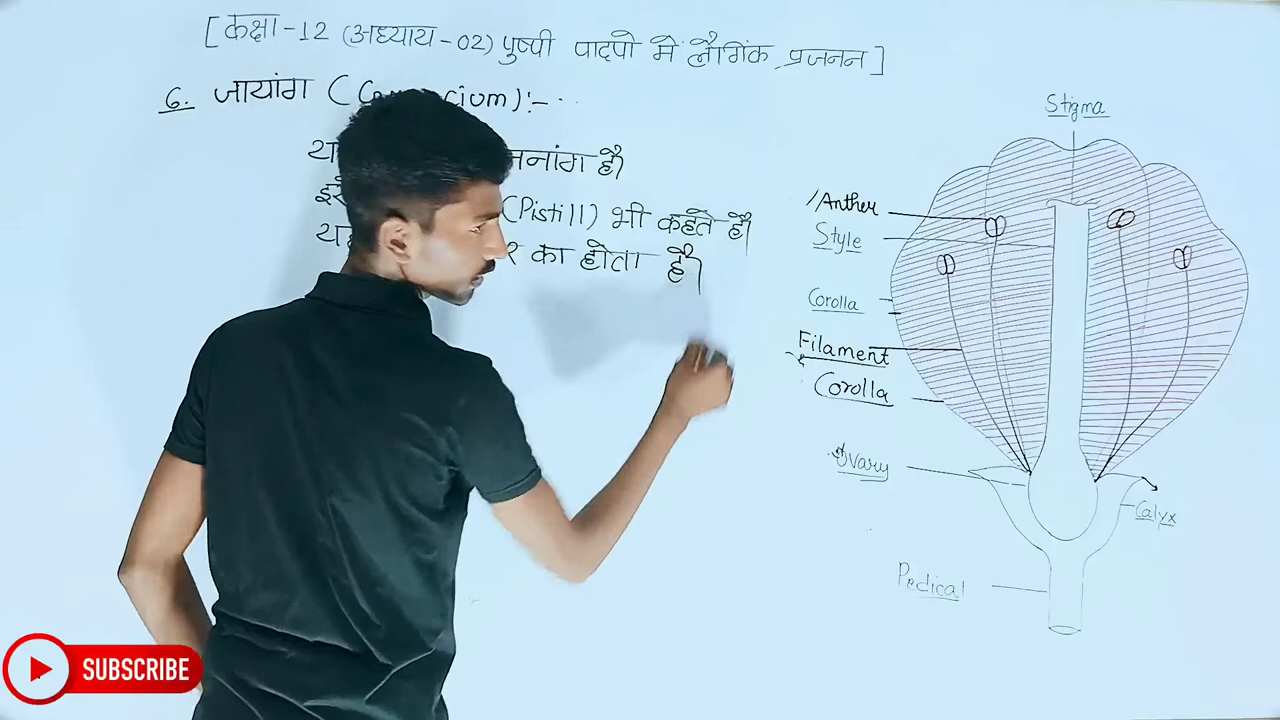 [कक्षा-12 (अध्याय-02) पुष्पी पादपो में लैगिंक प्रजनन]
6. जायांग ( cium):-
है।
(Pistill) भी कहते है।
का होता है।
Stigma
Anther
Style
Corolla
Filament
Corolla
Ovary
Calyx
Pedical
SUBSCRIBE